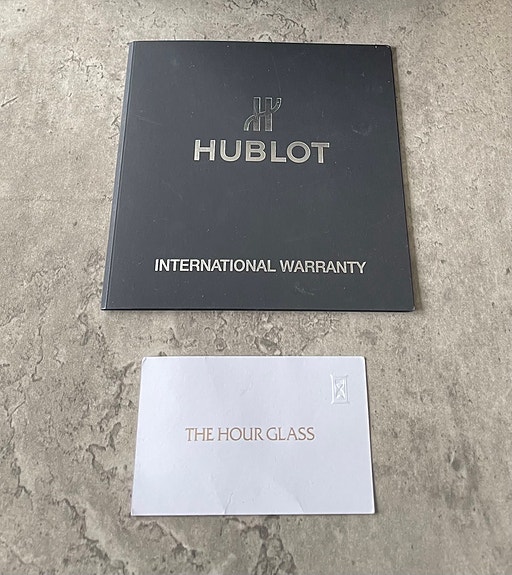 HUBLOT
INTERNATIONAL WARRANTY
THE HOUR GLASS